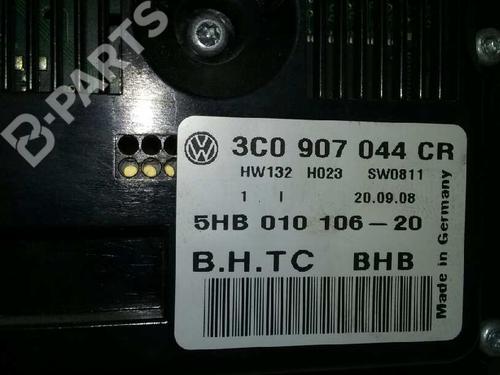 B-PARTS
3C0 907 044 CR
HW132 H023 SW0811
1 I 20.09.08
5HB 010 106-20
B.H.TC BHB
Made in Germany